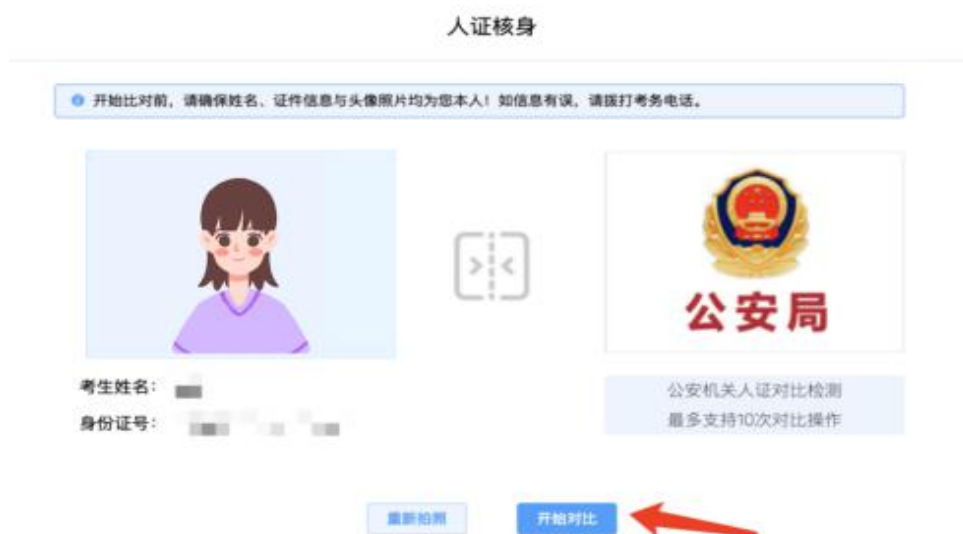 人证核身
开始比对前，请确保姓名、证件信息与头像照片均为您本人！如信息有误，请拨打考务电话。
公安局
考生姓名：
身份证号：
公安机关人证对比检测
最多支持10次对比操作
重新拍照
开始对比